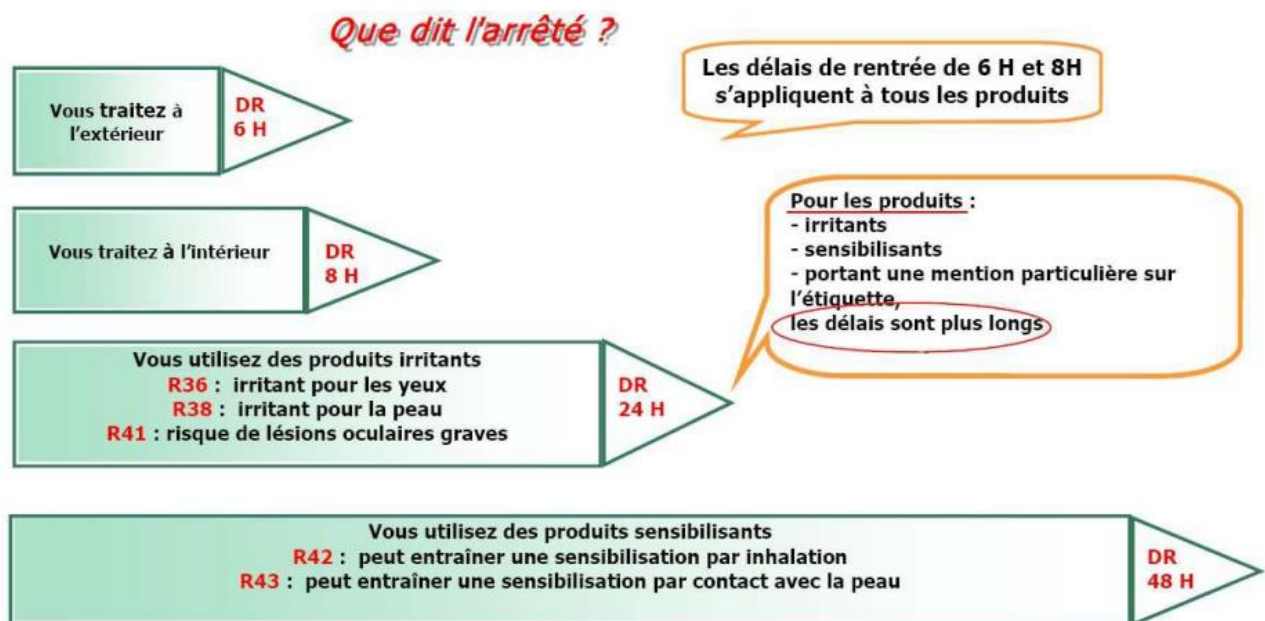 Que dit l'arrêté ?
Les délais de rentrée de 6 H et 8H
s'appliquent à tous les produits
Vous traitez à
l'extérieur
DR
6 H
Vous traitez à l'intérieur
DR
8 H
Pour les produits :
- irritants
- sensibilisants
- portant une mention particulière sur
l'étiquette,
les délais sont plus longs
Vous utilisez des produits irritants
R36 : irritant pour les yeux
R38 : irritant pour la peau
R41 : risque de lésions oculaires graves
DR
24 H
Vous utilisez des produits sensibilisants
R42 : peut entraîner une sensibilisation par inhalation
R43 : peut entraîner une sensibilisation par contact avec la peau
DR
48 H